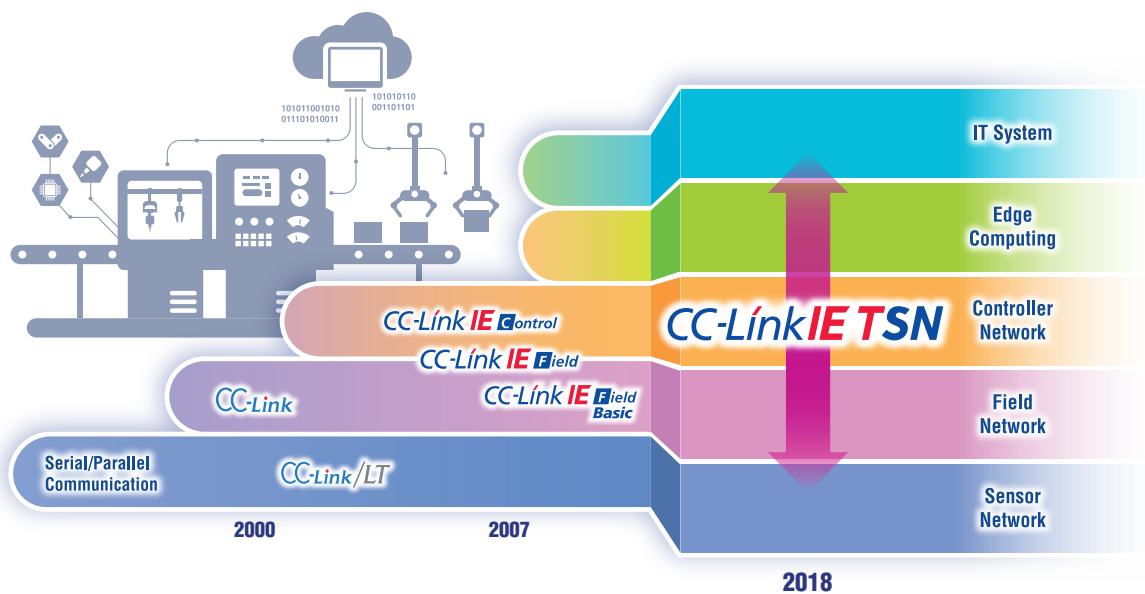 101011001010
011101010011
101010110
001101101
IT System
Edge
Computing
CC-Link IE Control
CC-Link IE TSN
Controller
Network
CC-Link IE Field
CC-Link
CC-Link IE Field
Basic
Field
Network
Serial/Parallel
Communication
CC-Link/LT
Sensor
Network
2000
2007
2018